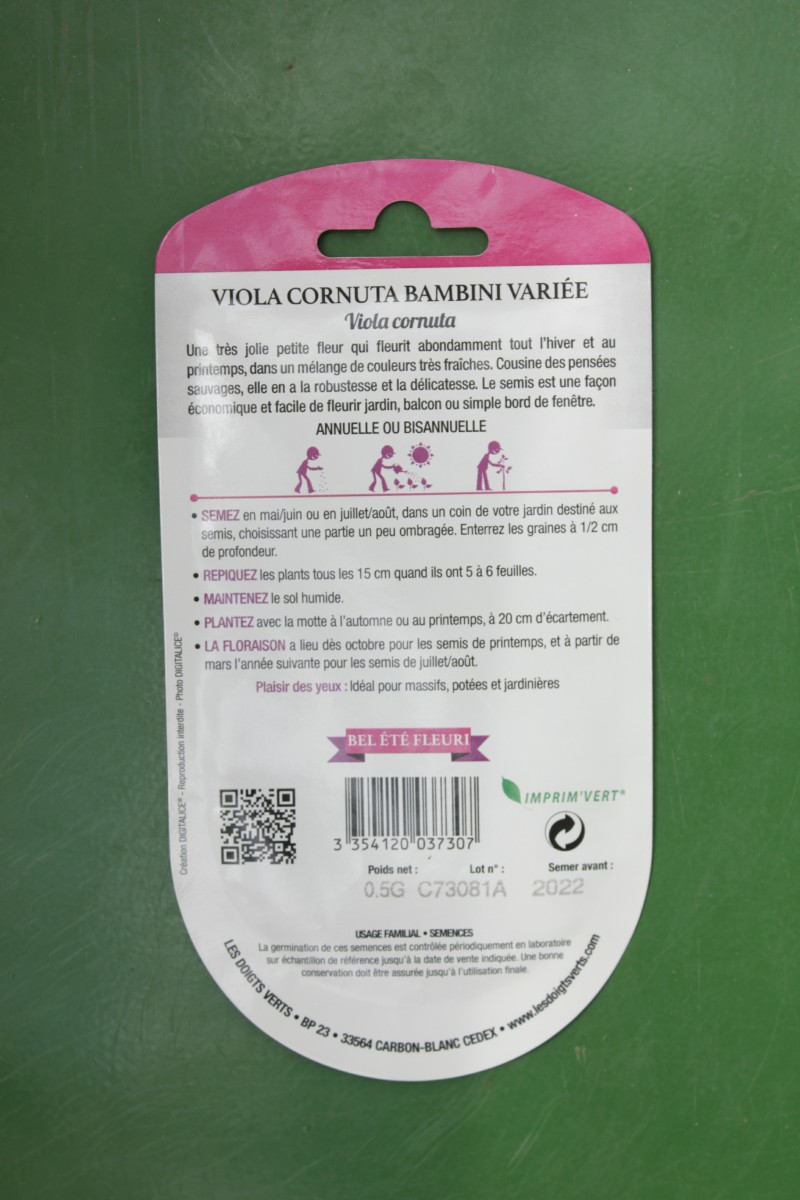 VIOLA CORNUTA BAMBINI VARIÉE
Viola cornuta
Une très jolie petite fleur qui fleurit abondamment tout l'hiver et au
printemps, dans un mélange de couleurs très fraîches. Cousine des pensées
sauvages, elle en a la robustesse et la délicatesse. Le semis est une façon
économique et facile de fleurir jardin, balcon ou simple bord de fenêtre.
ANNUELLE OU BISANNUELLE
• SEMEZ en mai/juin ou en juillet/août, dans un coin de votre jardin destiné aux
semis, choisissant une partie un peu ombragée. Enterrez les graines à 1/2 cm
de profondeur.
• REPIQUEZ les plants tous les 15 cm quand ils ont 5 à 6 feuilles.
• MAINTENEZ le sol humide.
• PLANTEZ avec la motte à l'automne ou au printemps, à 20 cm d'écartement.
• LA FLORAISON a lieu dès octobre pour les semis de printemps, et à partir de
mars l'année suivante pour les semis de juillet/août.
Plaisir des yeux : Idéal pour massifs, potées et jardinières
Création DIGITALICE® - Reproduction interdite - Photo DIGITALICE®
BEL ÉTÉ FLEURI
IMPRIM'VERT®
3 354120 037307
Poids net : Lot n° : Semer avant :
0.5G C73081A 2022
USAGE FAMILIAL • SEMENCES
La germination de ces semences est contrôlée périodiquement en laboratoire
sur échantillon de référence jusqu'à la date de vente indiquée. Une bonne
conservation doit être assurée jusqu'à l'utilisation finale.
LES DOIGTS VERTS • BP 23 • 33564 CARBON-BLANC CEDEX • www.lesdoigtsverts.com